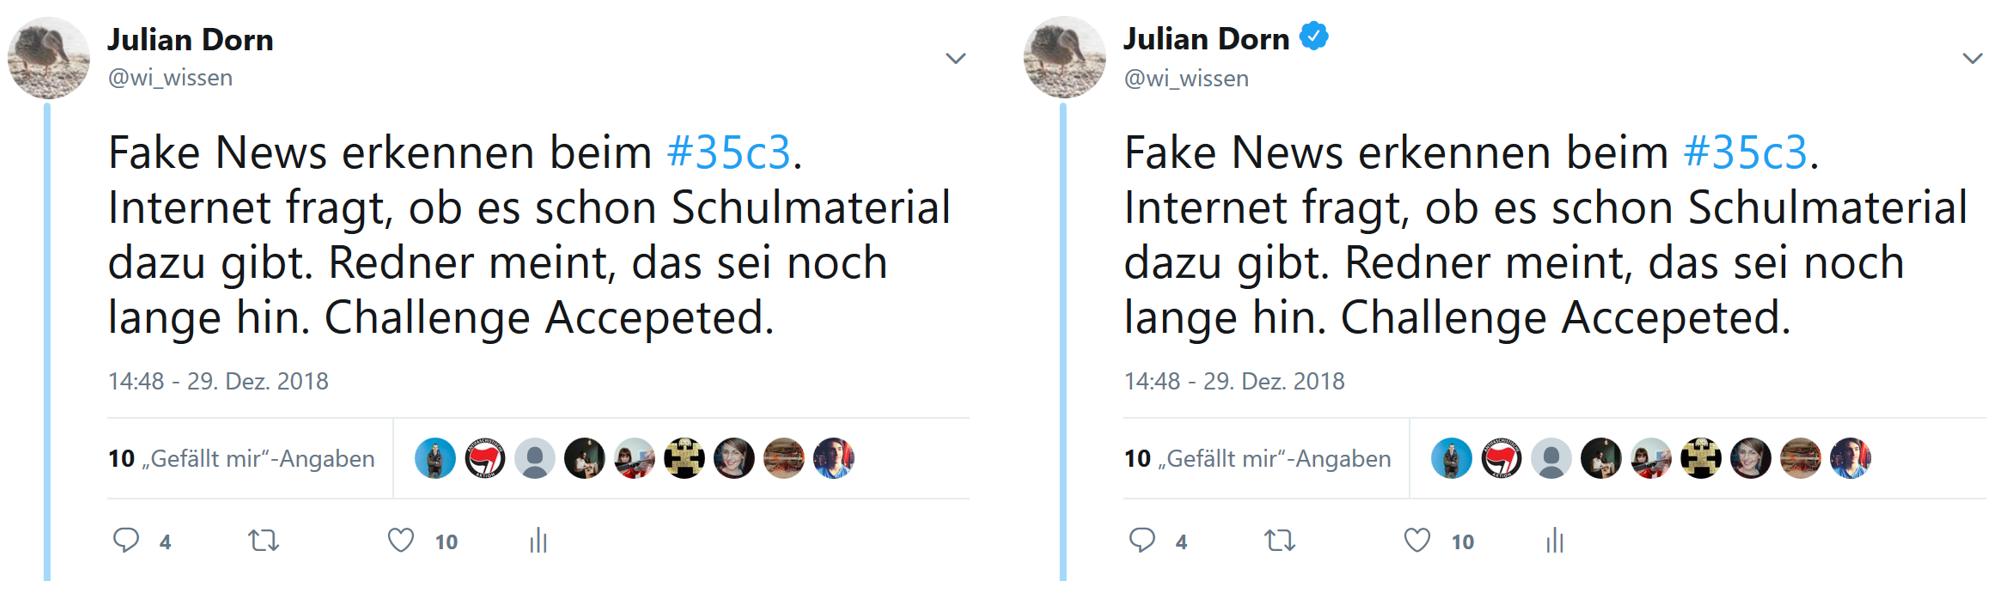 Julian Dorn
@wi_wissen
Fake News erkennen beim #35c3.
Internet fragt, ob es schon Schulmaterial
dazu gibt. Redner meint, das sei noch
lange hin. Challenge Accepeted.
14:48 - 29. Dez. 2018
10 „Gefällt mir“-Angaben
4 10
Julian Dorn
@wi_wissen
Fake News erkennen beim #35c3.
Internet fragt, ob es schon Schulmaterial
dazu gibt. Redner meint, das sei noch
lange hin. Challenge Accepeted.
14:48 - 29. Dez. 2018
10 „Gefällt mir“-Angaben
4 10